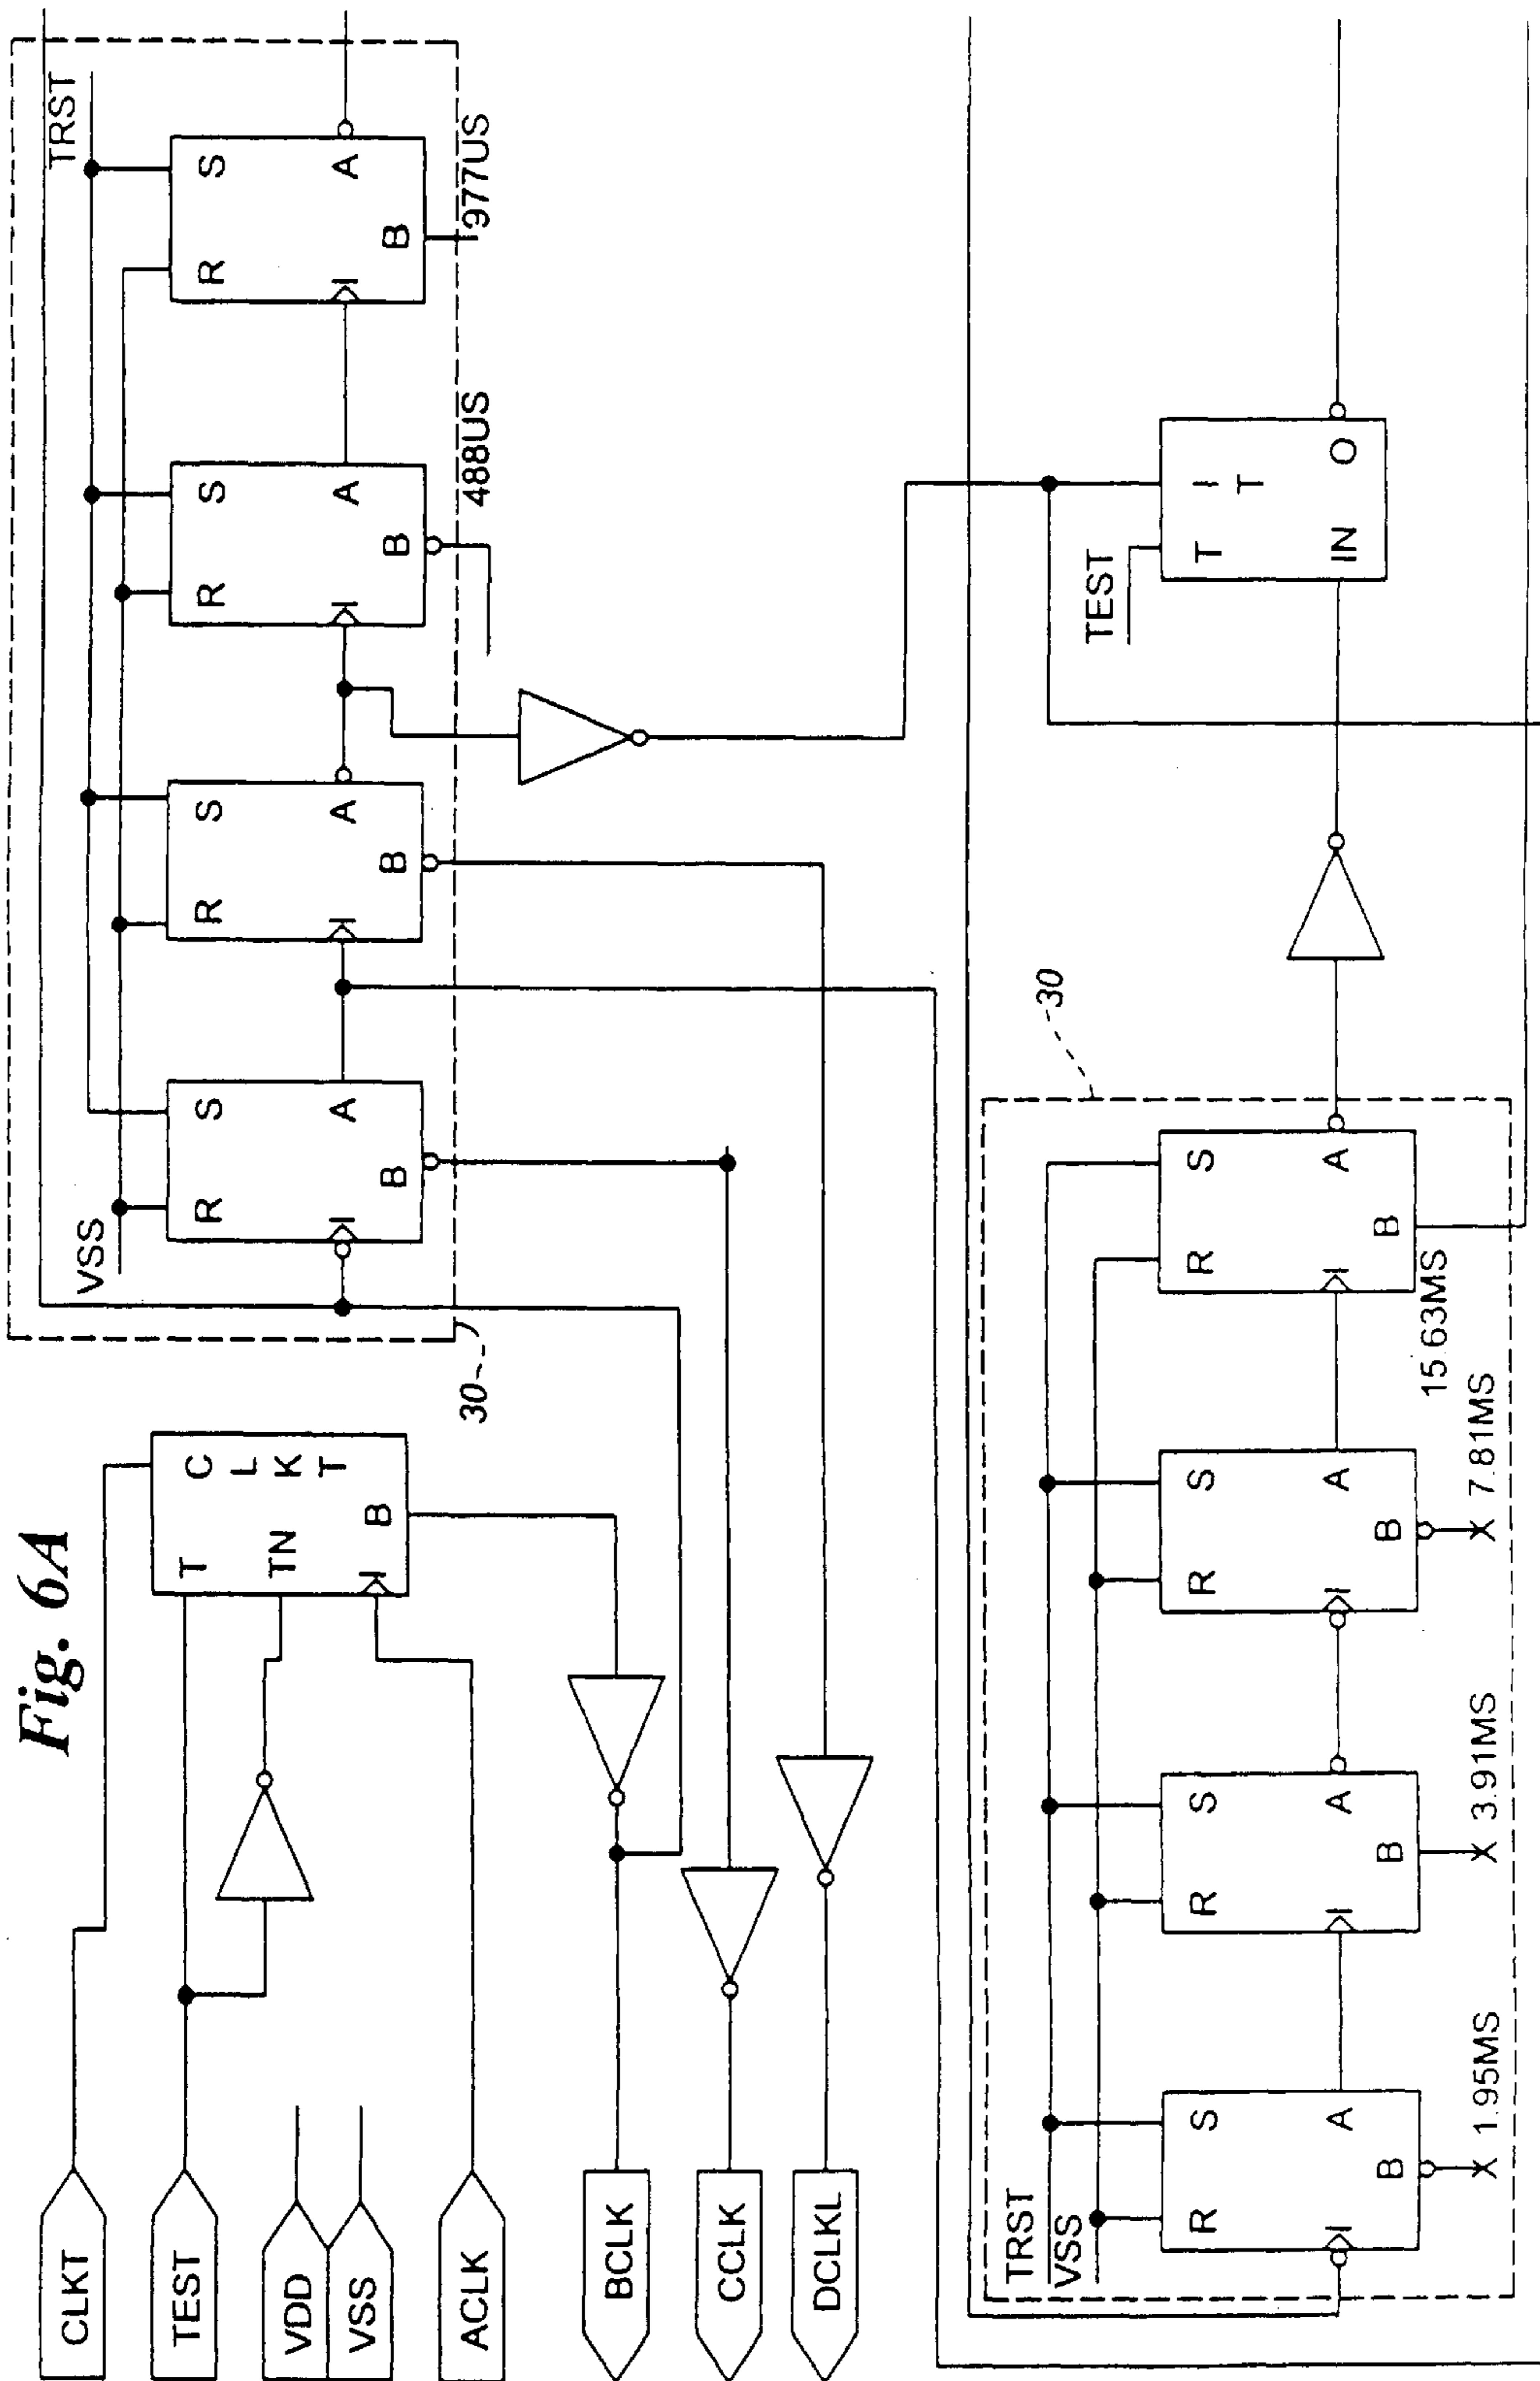 Fig. 6A
CLKT
TEST
VDD
VSS
ACLK
BCLK
CCLK
DCLKL
T
C
L
K
T
TN
B
I
30
VSS
TRST
R
S
I
A
B
R
S
I
A
B
R
S
I
A
B
488US
R
S
I
A
B
977US
30
TRST
VSS
R
S
I
A
B
X 1.95MS
R
S
I
A
B
X 3.91MS
R
S
I
A
B
X 7.81MS
R
S
I
A
B
15.63MS
TEST
T
I
T
IN
O